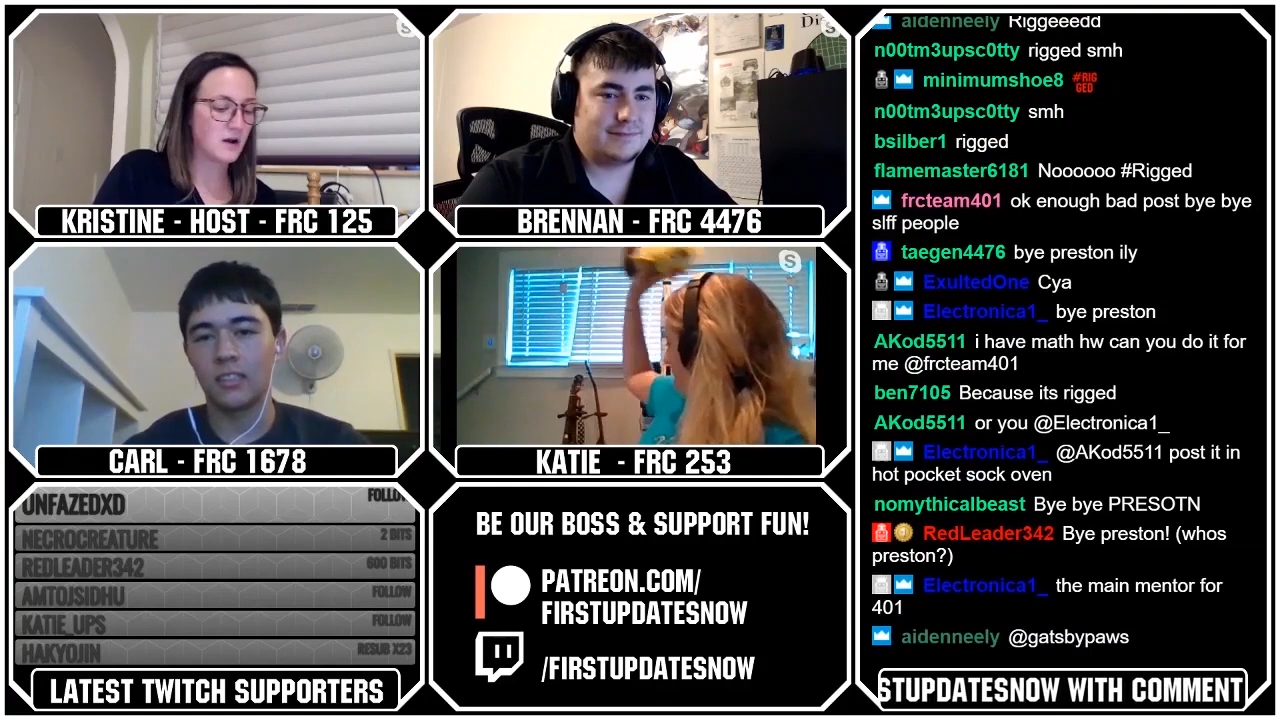 S
Di
KRISTINE - HOST - FRC 125
BRENNAN - FRC 4476
S
CARL - FRC 1678
KATIE - FRC 253
UNFAZEDXD FOLLOW
NECROCREATURE 2 BITS
REDLEADER342 600 BITS
AMTOJSIDHU FOLLOW
KATIE_UPS FOLLOW
HAKYOJIN RESUB X23
LATEST TWITCH SUPPORTERS
BE OUR BOSS & SUPPORT FUN!
PATREON.COM/
FIRSTUPDATESNOW
/FIRSTUPDATESNOW
aidenneely Riggeeedd
n00tm3upsc0tty rigged smh
minimumshoe8 #RIG
GED
n00tm3upsc0tty smh
bsilber1 rigged
flamemaster6181 Noooooo #Rigged
frcteam401 ok enough bad post bye bye
slff people
taegen4476 bye preston ily
ExultedOne Cya
Electronica1_ bye preston
AKod5511 i have math hw can you do it for
me @frcteam401
ben7105 Because its rigged
AKod5511 or you @Electronica1_
Electronica1_ @AKod5511 post it in
hot pocket sock oven
nomythicalbeast Bye bye PRESOTN
RedLeader342 Bye preston! (whos
preston?)
Electronica1_ the main mentor for
401
aidenneely @gatsbypaws
STUPDATESNOW WITH COMMENT